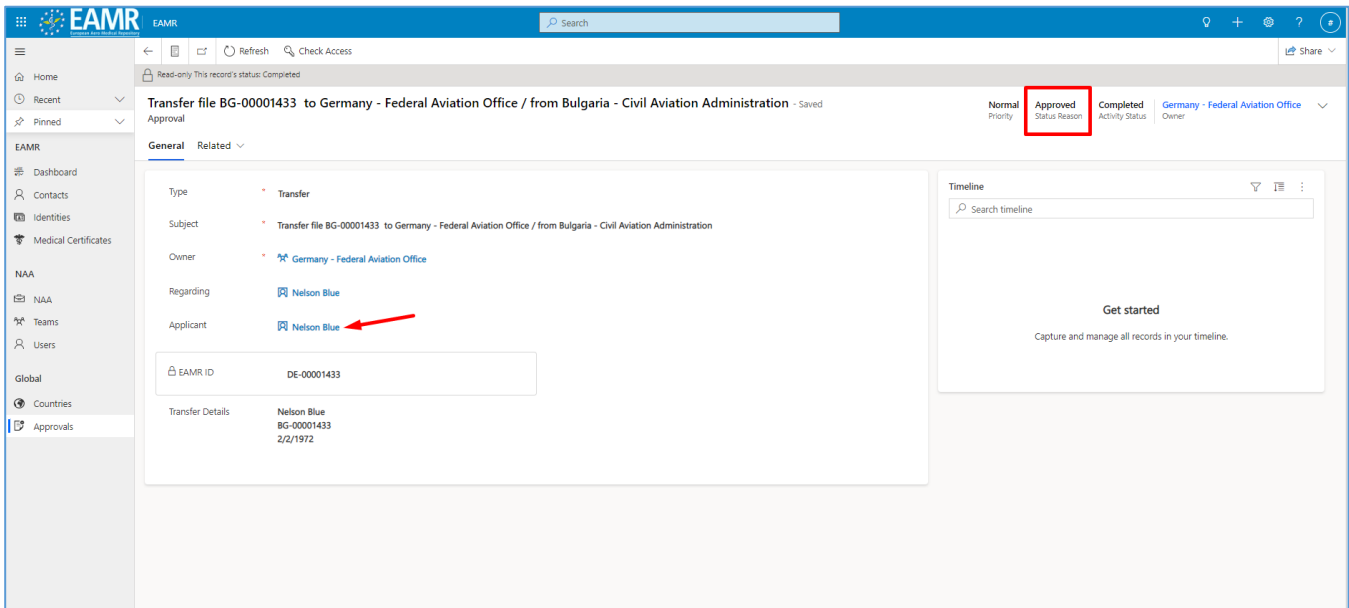 EAMR
European Aero-Medical Repository
EAMR
Search
?
#
Refresh
Check Access
Share
Home
Recent
Pinned
EAMR
Dashboard
Contacts
Identities
Medical Certificates
NAA
NAA
Teams
Users
Global
Countries
Approvals
Read-only This record's status: Completed
Transfer file BG-00001433 to Germany - Federal Aviation Office / from Bulgaria - Civil Aviation Administration - Saved
Approval
Normal
Priority
Approved
Status Reason
Completed
Activity Status
Germany - Federal Aviation Office
Owner
General Related
Type * Transfer
Subject * Transfer file BG-00001433 to Germany - Federal Aviation Office / from Bulgaria - Civil Aviation Administration
Owner * Germany - Federal Aviation Office
Regarding Nelson Blue
Applicant Nelson Blue
EAMR ID DE-00001433
Transfer Details Nelson Blue
BG-00001433
2/2/1972
Timeline
Search timeline
Get started
Capture and manage all records in your timeline.